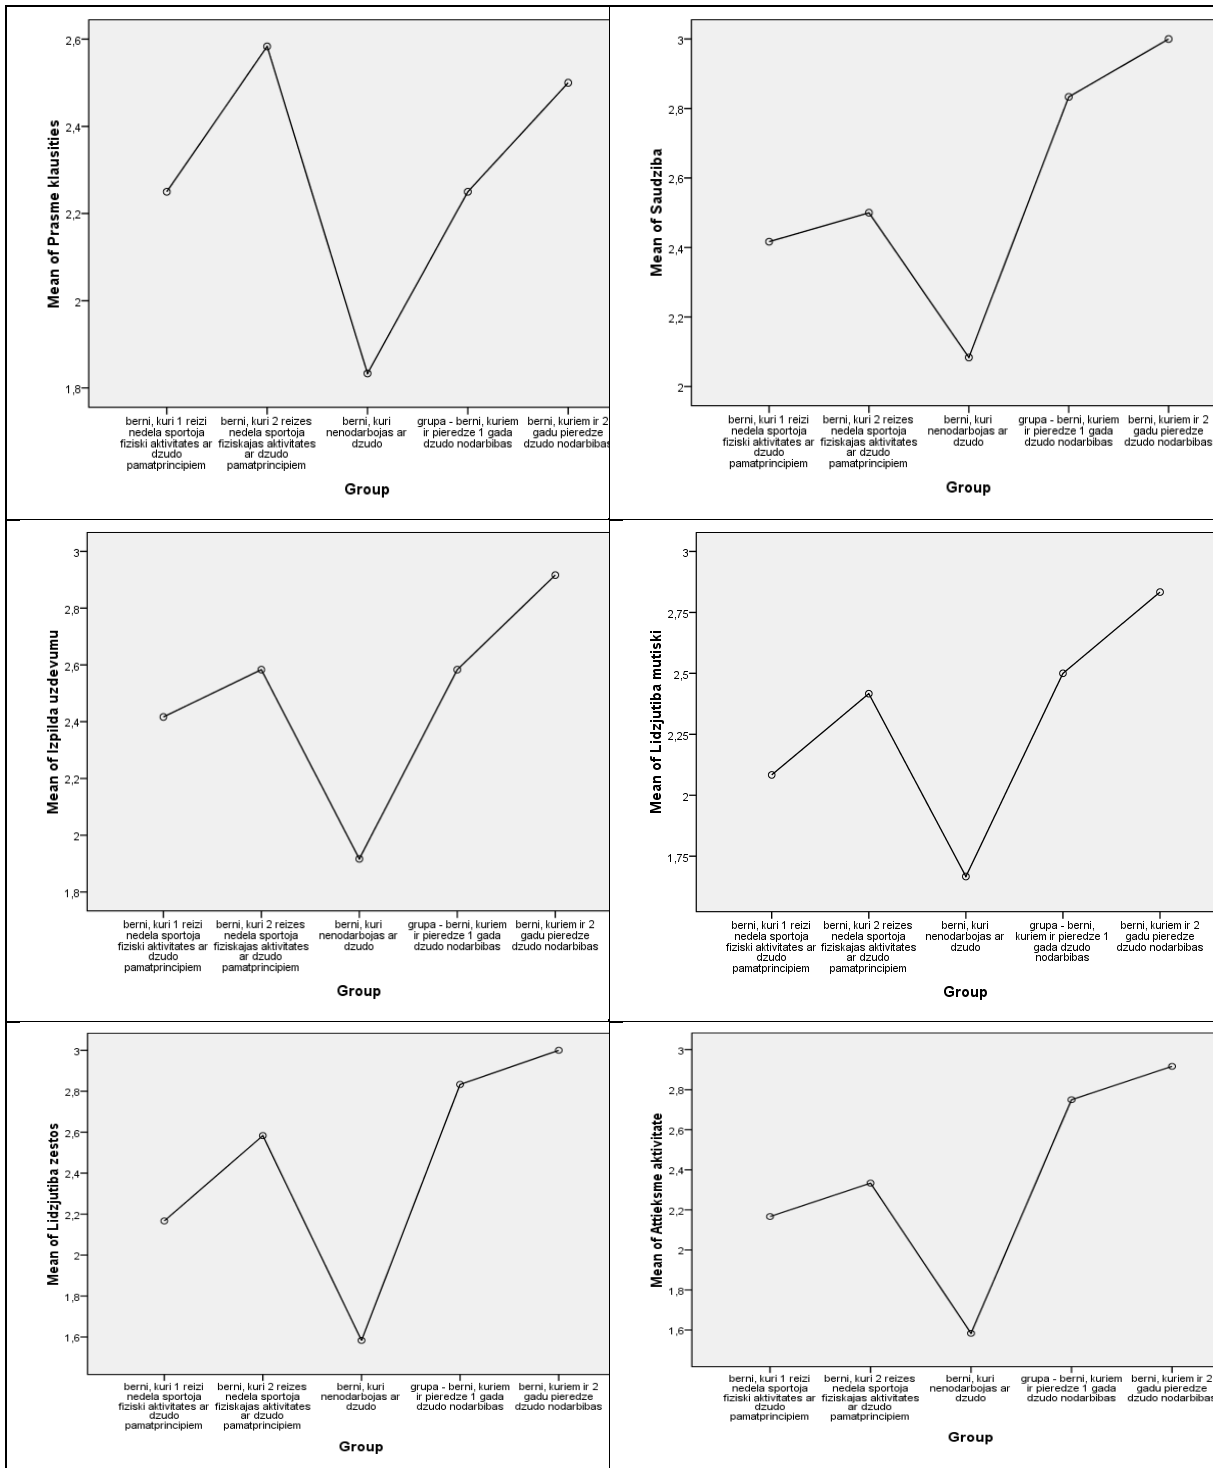 Mean of Prasme klausities
2,6
2,4
2,2
2
1,8
berni, kuri 1 reizi
nedela sportoja
fiziski aktivitates ar
dzudo
pamatprincipiem
berni, kuri 2 reizes
nedela sportoja
fiziskajas aktivitates
ar dzudo
pamatprincipiem
berni, kuri
nenodarbojas ar
dzudo
grupa - berni, kuriem
ir pieredze 1 gada
dzudo nodarbibas
berni, kuriem ir 2
gadu pieredze
dzudo nodarbibas
Group
Mean of Saudziba
3
2,8
2,6
2,4
2,2
2
berni, kuri 1 reizi
nedela sportoja
fiziski aktivitates ar
dzudo
pamatprincipiem
berni, kuri 2 reizes
nedela sportoja
fiziskajas aktivitates
ar dzudo
pamatprincipiem
berni, kuri
nenodarbojas ar
dzudo
grupa - berni, kuriem
ir pieredze 1 gada
dzudo nodarbibas
berni, kuriem ir 2
gadu pieredze
dzudo nodarbibas
Group
Mean of Izpilda uzdevumu
3
2,8
2,6
2,4
2,2
2
1,8
berni, kuri 1 reizi
nedela sportoja
fiziski aktivitates ar
dzudo
pamatprincipiem
berni, kuri 2 reizes
nedela sportoja
fiziskajas aktivitates
ar dzudo
pamatprincipiem
berni, kuri
nenodarbojas ar
dzudo
grupa - berni, kuriem
ir pieredze 1 gada
dzudo nodarbibas
berni, kuriem ir 2
gadu pieredze
dzudo nodarbibas
Group
Mean of Lidzjutiba mutiski
3
2,75
2,5
2,25
2
1,75
berni, kuri 1 reizi
nedela sportoja
fiziski aktivitates ar
dzudo
pamatprincipiem
berni, kuri 2 reizes
nedela sportoja
fiziskajas aktivitates
ar dzudo
pamatprincipiem
berni, kuri
nenodarbojas ar
dzudo
grupa - berni,
kuriem ir pieredze 1
gada dzudo
nodarbibas
berni, kuriem ir 2
gadu pieredze
dzudo nodarbibas
Group
Mean of Lidzjutiba zestos
3
2,8
2,6
2,4
2,2
2
1,8
1,6
berni, kuri 1 reizi
nedela sportoja
fiziski aktivitates ar
dzudo
pamatprincipiem
berni, kuri 2 reizes
nedela sportoja
fiziskajas aktivitates
ar dzudo
pamatprincipiem
berni, kuri
nenodarbojas ar
dzudo
grupa - berni, kuriem
ir pieredze 1 gada
dzudo nodarbibas
berni, kuriem ir 2
gadu pieredze
dzudo nodarbibas
Group
Mean of Attieksme aktivitate
3
2,8
2,6
2,4
2,2
2
1,8
1,6
berni, kuri 1 reizi
nedela sportoja
fiziski aktivitates ar
dzudo
pamatprincipiem
berni, kuri 2 reizes
nedela sportoja
fiziskajas aktivitates
ar dzudo
pamatprincipiem
berni, kuri
nenodarbojas ar
dzudo
grupa - berni, kuriem
ir pieredze 1 gada
dzudo nodarbibas
berni, kuriem ir 2
gadu pieredze
dzudo nodarbibas
Group